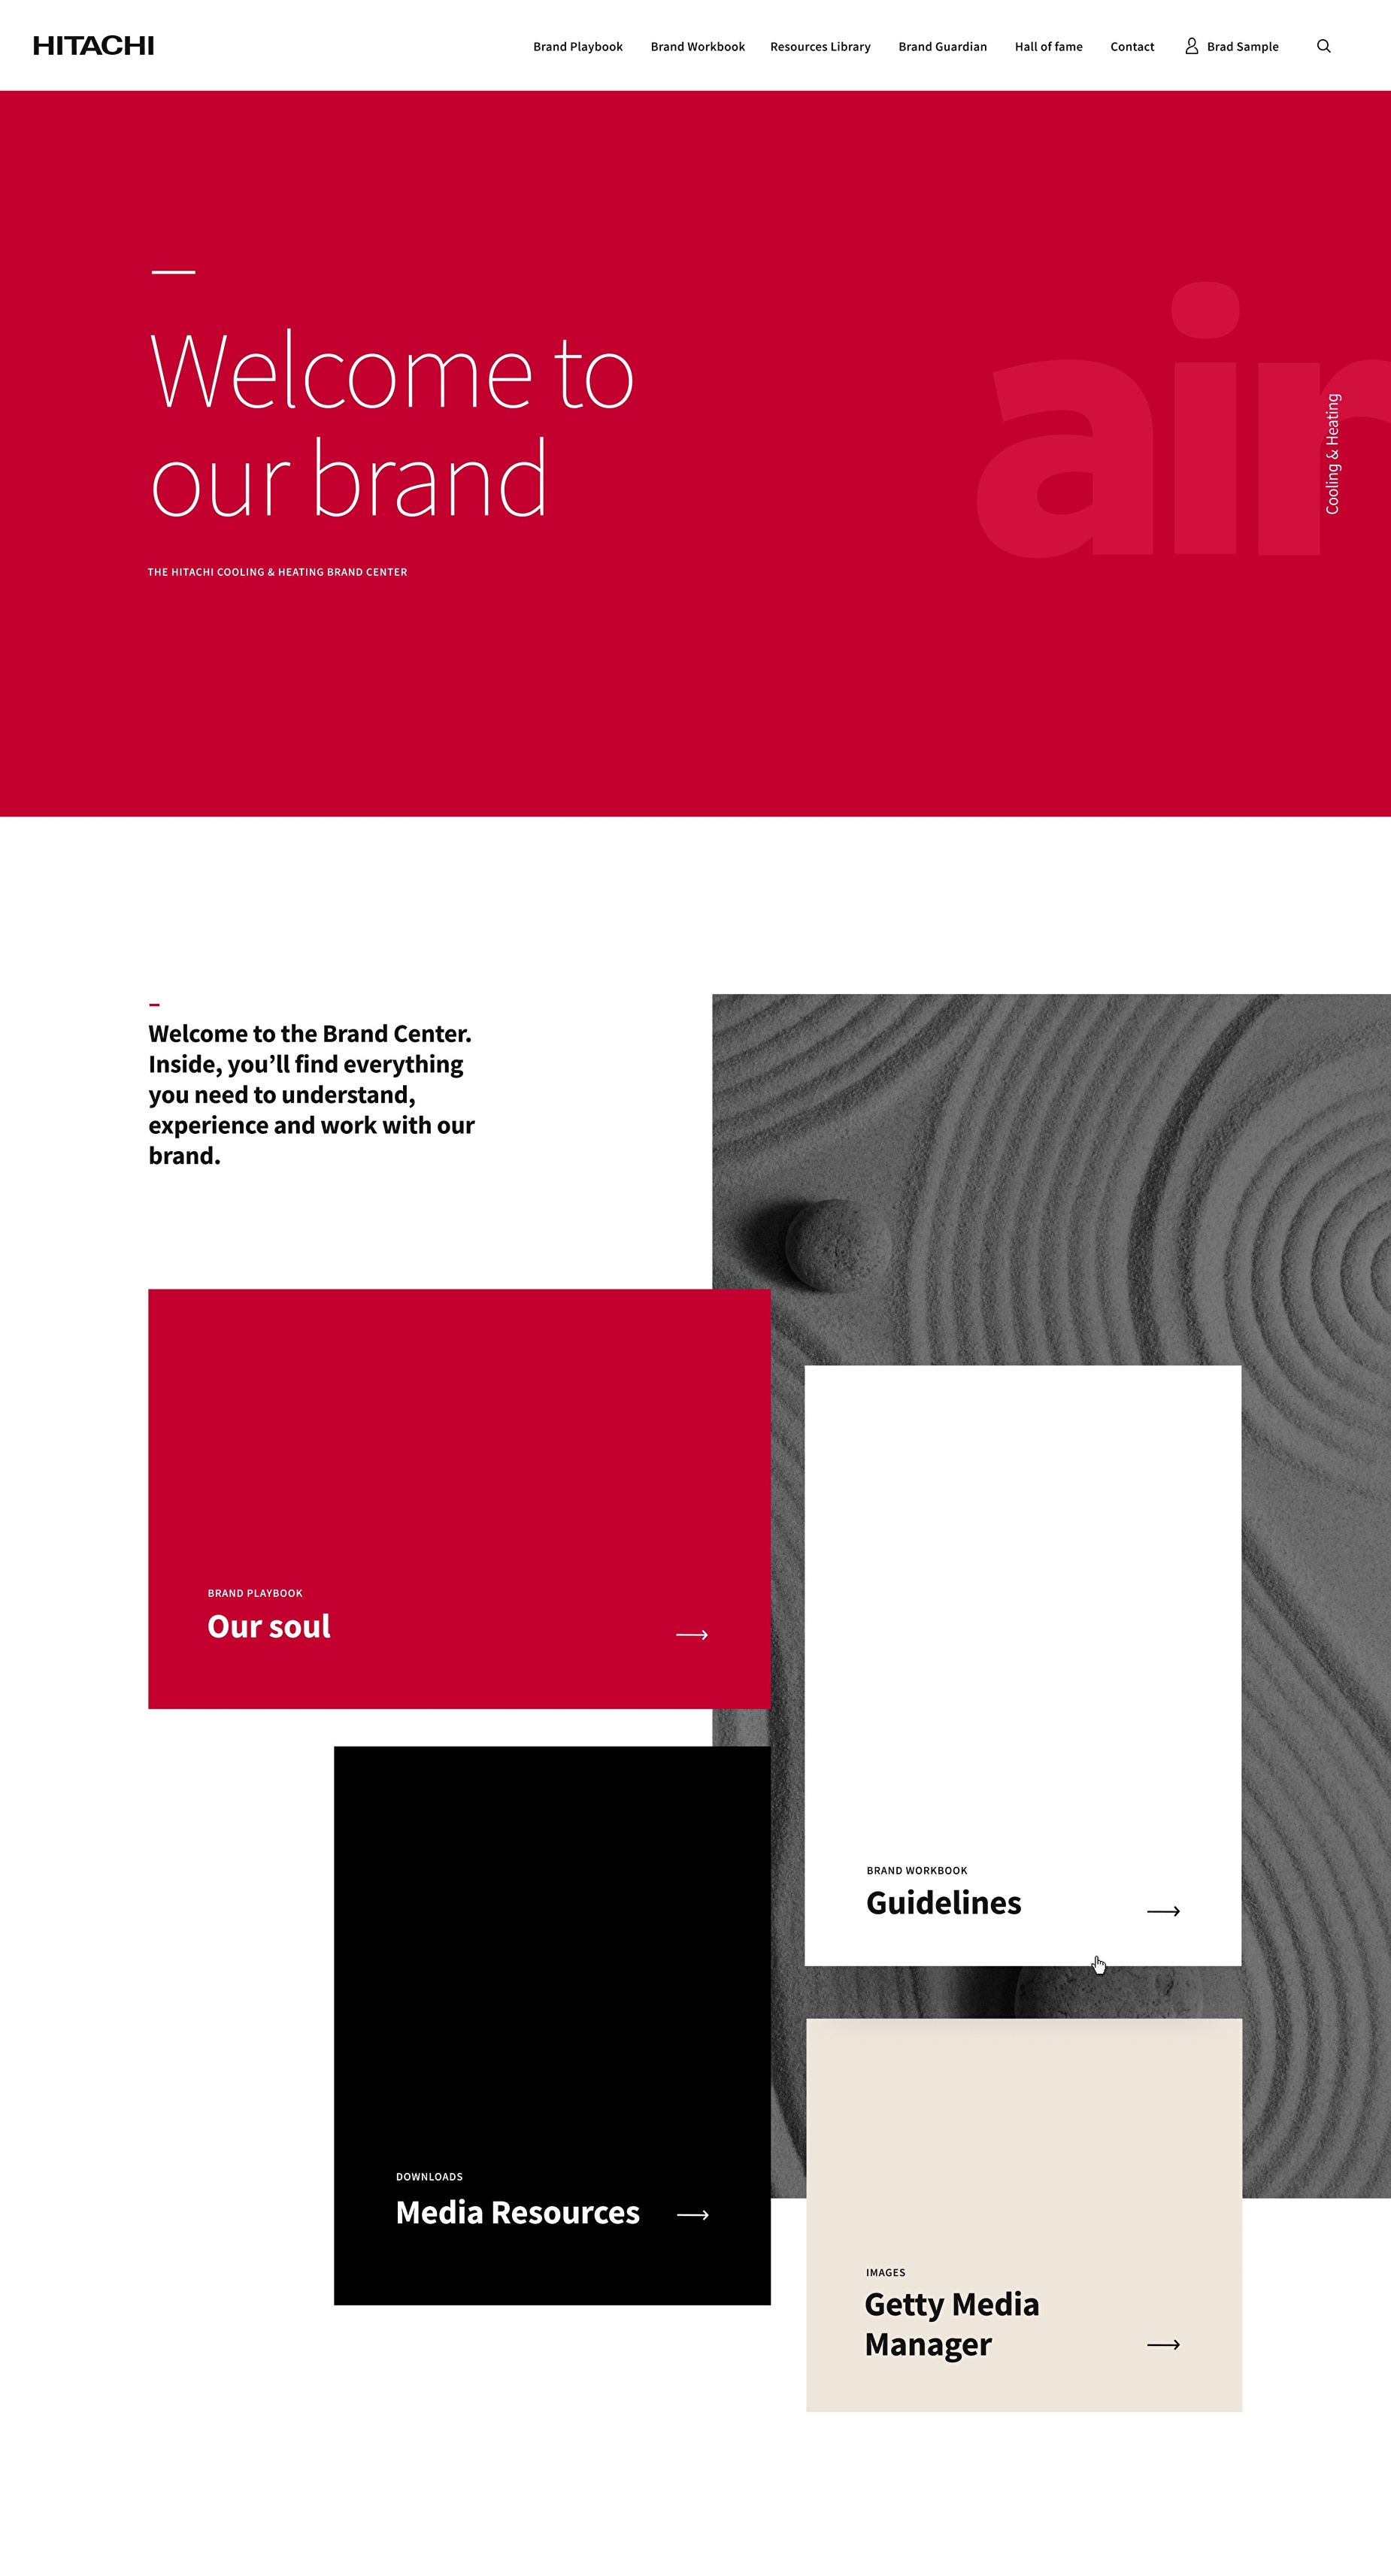 HITACHI
Brand Playbook
Brand Workbook
Resources Library
Brand Guardian
Hall of fame
Contact
Brad Sample
Welcome to
our brand
THE HITACHI COOLING & HEATING BRAND CENTER
air
Cooling & Heating
Welcome to the Brand Center.
Inside, you’ll find everything
you need to understand,
experience and work with our
brand.
BRAND PLAYBOOK
Our soul
BRAND WORKBOOK
Guidelines
DOWNLOADS
Media Resources
IMAGES
Getty Media
Manager